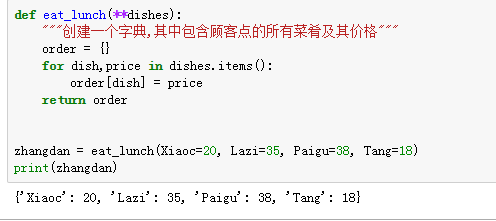 def eat_lunch(**dishes):
    """创建一个字典,其中包含顾客点的所有菜肴及其价格"""
    order = {}
    for dish,price in dishes.items():
        order[dish] = price
    return order
zhangdan = eat_lunch(Xiaoc=20, Lazi=35, Paigu=38, Tang=18)
print(zhangdan)
{'Xiaoc': 20, 'Lazi': 35, 'Paigu': 38, 'Tang': 18}